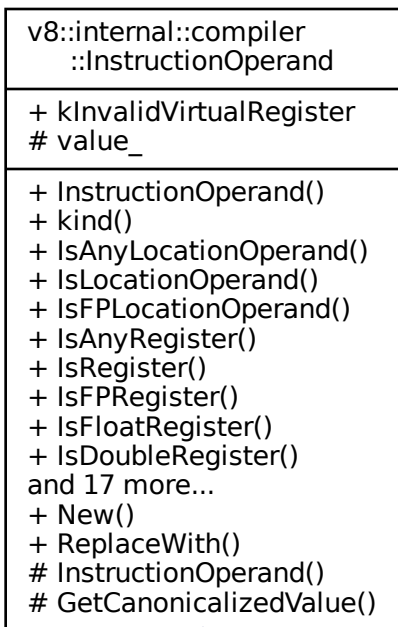 v8::internal::compiler
::InstructionOperand
+ kInvalidVirtualRegister
# value_
+ InstructionOperand()
+ kind()
+ IsAnyLocationOperand()
+ IsLocationOperand()
+ IsFPLocationOperand()
+ IsAnyRegister()
+ IsRegister()
+ IsFPRegister()
+ IsFloatRegister()
+ IsDoubleRegister()
and 17 more...
+ New()
+ ReplaceWith()
# InstructionOperand()
# GetCanonicalizedValue()